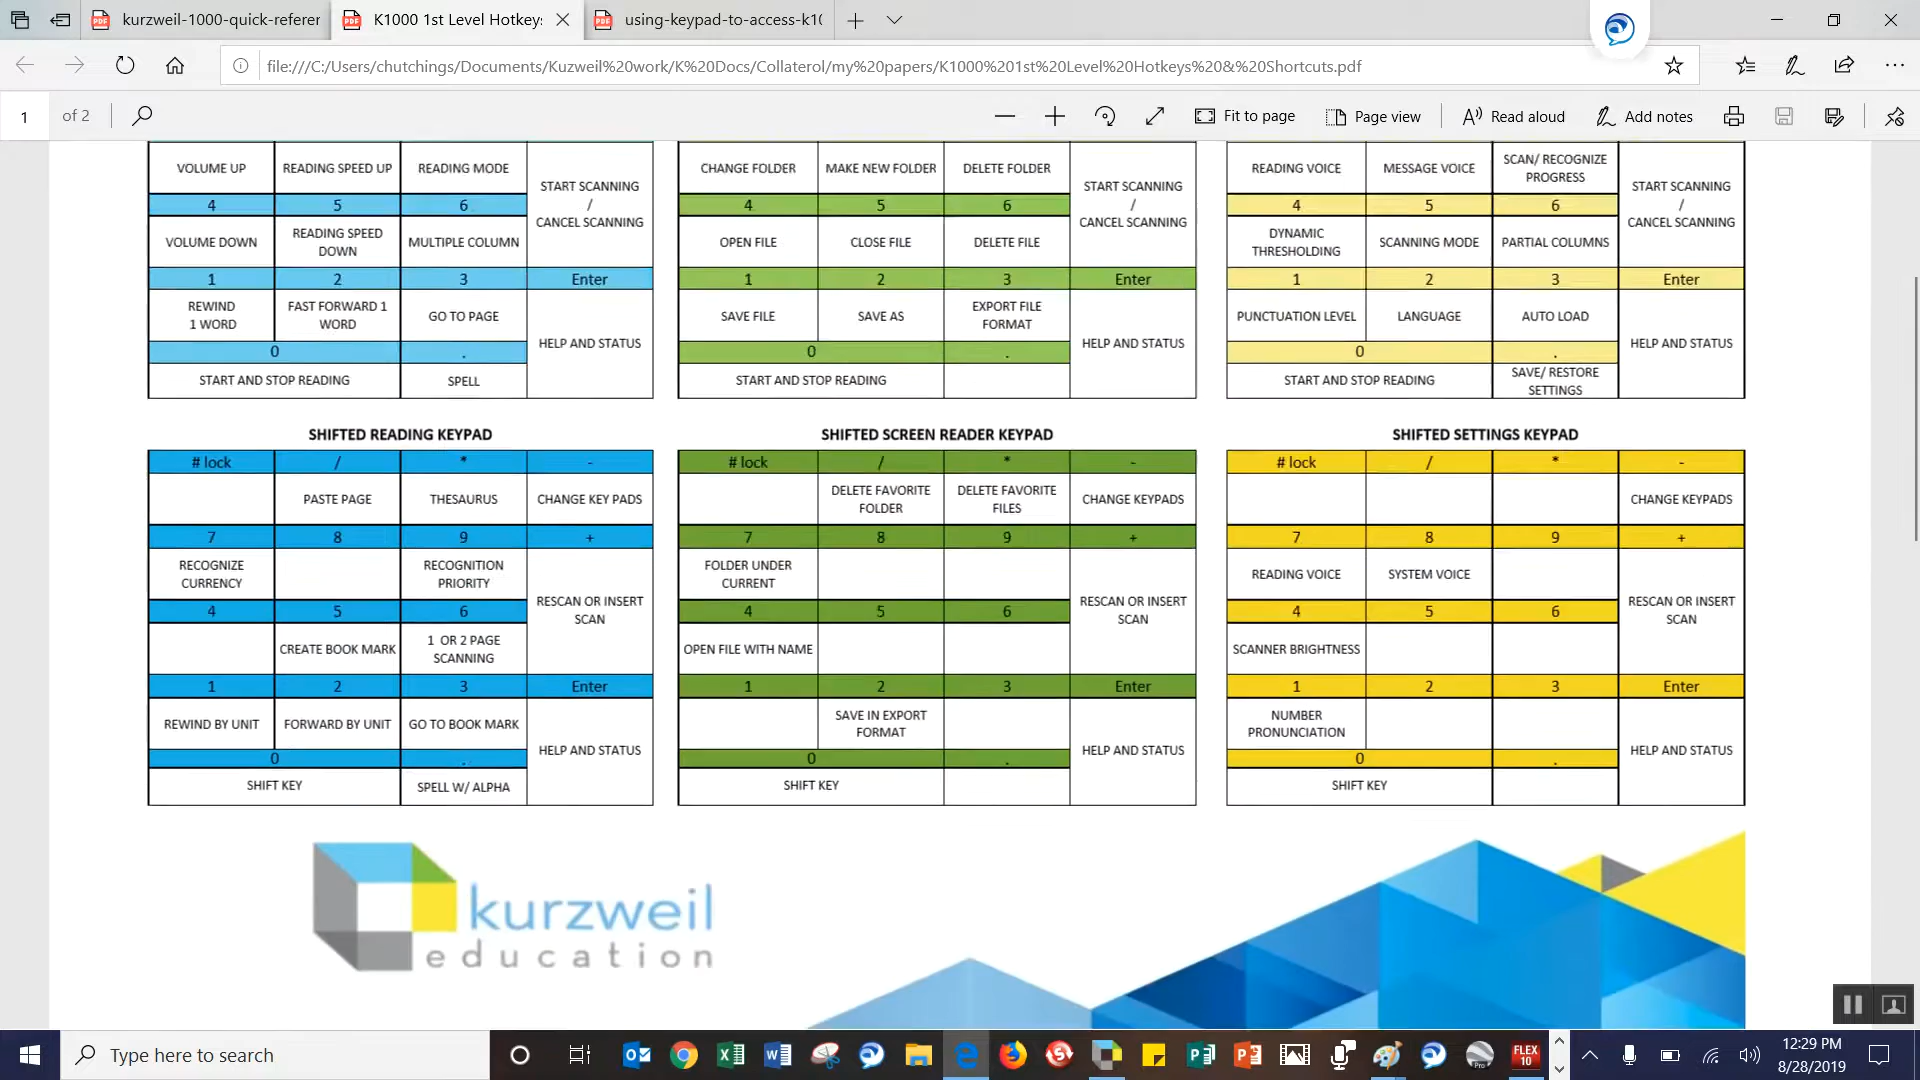 kurzweil-1000-quick-referer
K1000 1st Level Hotkeys
using-keypad-to-access-k10
file:///C:/Users/chutchings/Documents/Kuzweil%20work/K%20Docs/Collaterol/my%20papers/K1000%201st%20Level%20Hotkeys%20&%20Shortcuts.pdf
1 of 2
Fit to page
Page view
Read aloud
Add notes
VOLUME UP READING SPEED UP READING MODE START SCANNING / CANCEL SCANNING
4 5 6
VOLUME DOWN READING SPEED DOWN MULTIPLE COLUMN
1 2 3 Enter
REWIND 1 WORD FAST FORWARD 1 WORD GO TO PAGE HELP AND STATUS
0 .
START AND STOP READING SPELL
CHANGE FOLDER MAKE NEW FOLDER DELETE FOLDER START SCANNING / CANCEL SCANNING
4 5 6
OPEN FILE CLOSE FILE DELETE FILE
1 2 3 Enter
SAVE FILE SAVE AS EXPORT FILE FORMAT HELP AND STATUS
0 .
START AND STOP READING
READING VOICE MESSAGE VOICE SCAN/ RECOGNIZE PROGRESS START SCANNING / CANCEL SCANNING
4 5 6
DYNAMIC THRESHOLDING SCANNING MODE PARTIAL COLUMNS
1 2 3 Enter
PUNCTUATION LEVEL LANGUAGE AUTO LOAD HELP AND STATUS
0 .
START AND STOP READING SAVE/ RESTORE SETTINGS
SHIFTED READING KEYPAD
# lock / * -
PASTE PAGE THESAURUS CHANGE KEY PADS
7 8 9 +
RECOGNIZE CURRENCY RECOGNITION PRIORITY RESCAN OR INSERT SCAN
4 5 6
CREATE BOOK MARK 1 OR 2 PAGE SCANNING
1 2 3 Enter
REWIND BY UNIT FORWARD BY UNIT GO TO BOOK MARK HELP AND STATUS
0 .
SHIFT KEY SPELL W/ ALPHA
SHIFTED SCREEN READER KEYPAD
# lock / * -
DELETE FAVORITE FOLDER DELETE FAVORITE FILES CHANGE KEYPADS
7 8 9 +
FOLDER UNDER CURRENT RESCAN OR INSERT SCAN
4 5 6
OPEN FILE WITH NAME
1 2 3 Enter
SAVE IN EXPORT FORMAT HELP AND STATUS
0 .
SHIFT KEY
SHIFTED SETTINGS KEYPAD
# lock / * -
CHANGE KEYPADS
7 8 9 +
READING VOICE SYSTEM VOICE RESCAN OR INSERT SCAN
4 5 6
SCANNER BRIGHTNESS
1 2 3 Enter
NUMBER PRONUNCIATION HELP AND STATUS
0 .
SHIFT KEY
kurzweil
education
Type here to search
FLEX 10
12:29 PM
8/28/2019